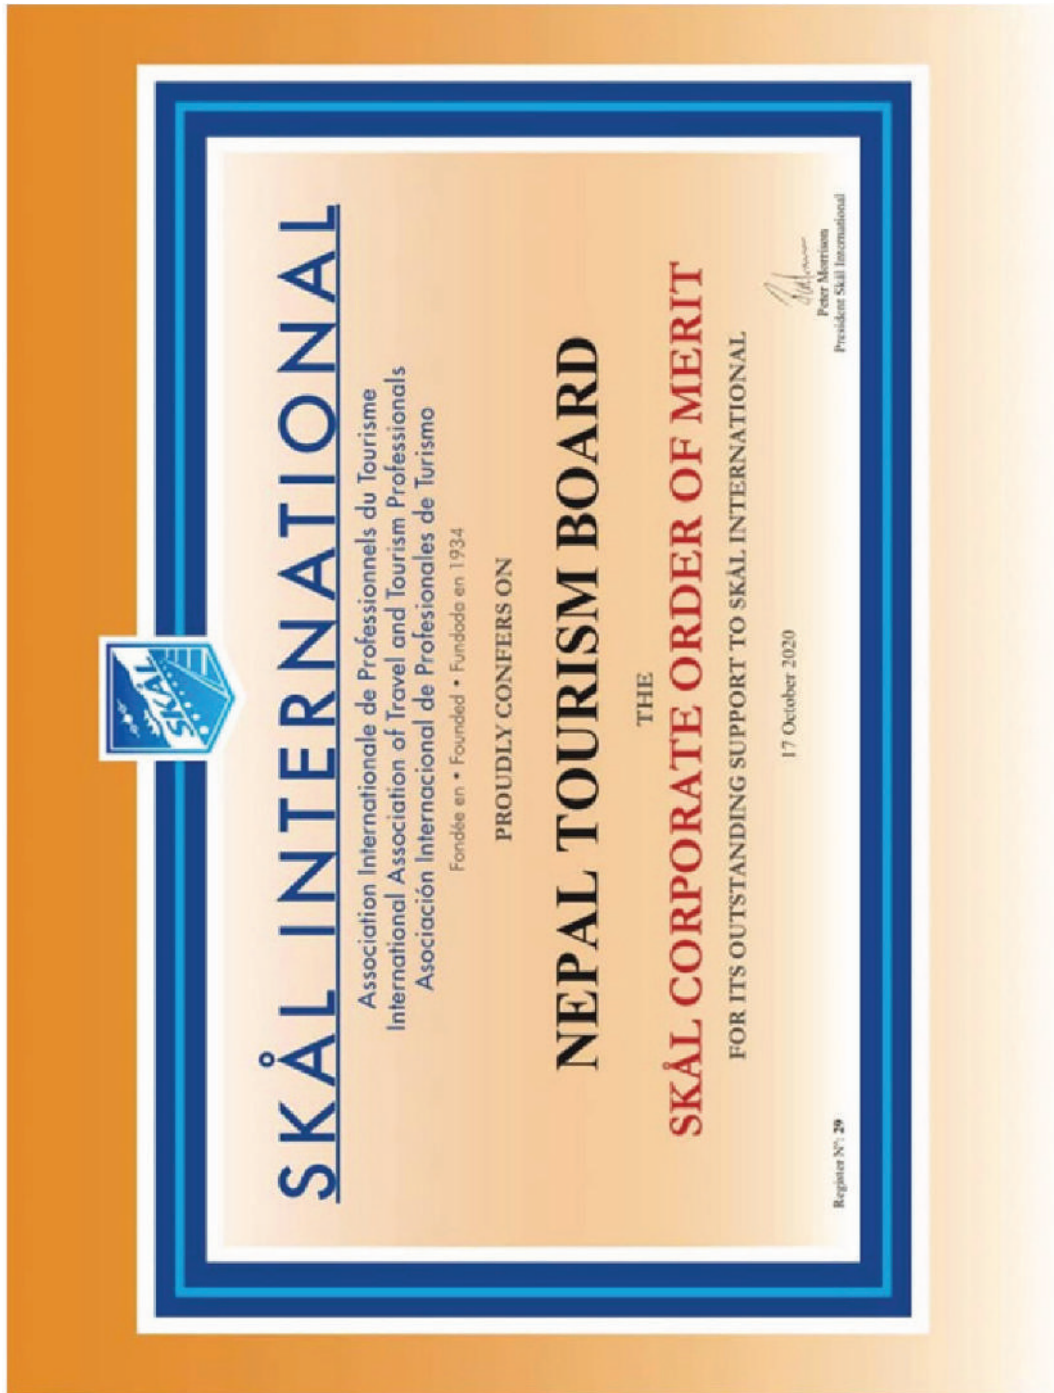 SKÅL
SKÅL INTERNATIONAL
Association Internationale de Professionnels du Tourisme
International Association of Travel and Tourism Professionals
Asociación Internacional de Profesionales de Turismo
Fondée en • Founded • Fundada en 1934
PROUDLY CONFERS ON
NEPAL TOURISM BOARD
THE
SKÅL CORPORATE ORDER OF MERIT
FOR ITS OUTSTANDING SUPPORT TO SKÅL INTERNATIONAL
17 October 2020
Peter Morrison
President Skål International
Register Nº: 29